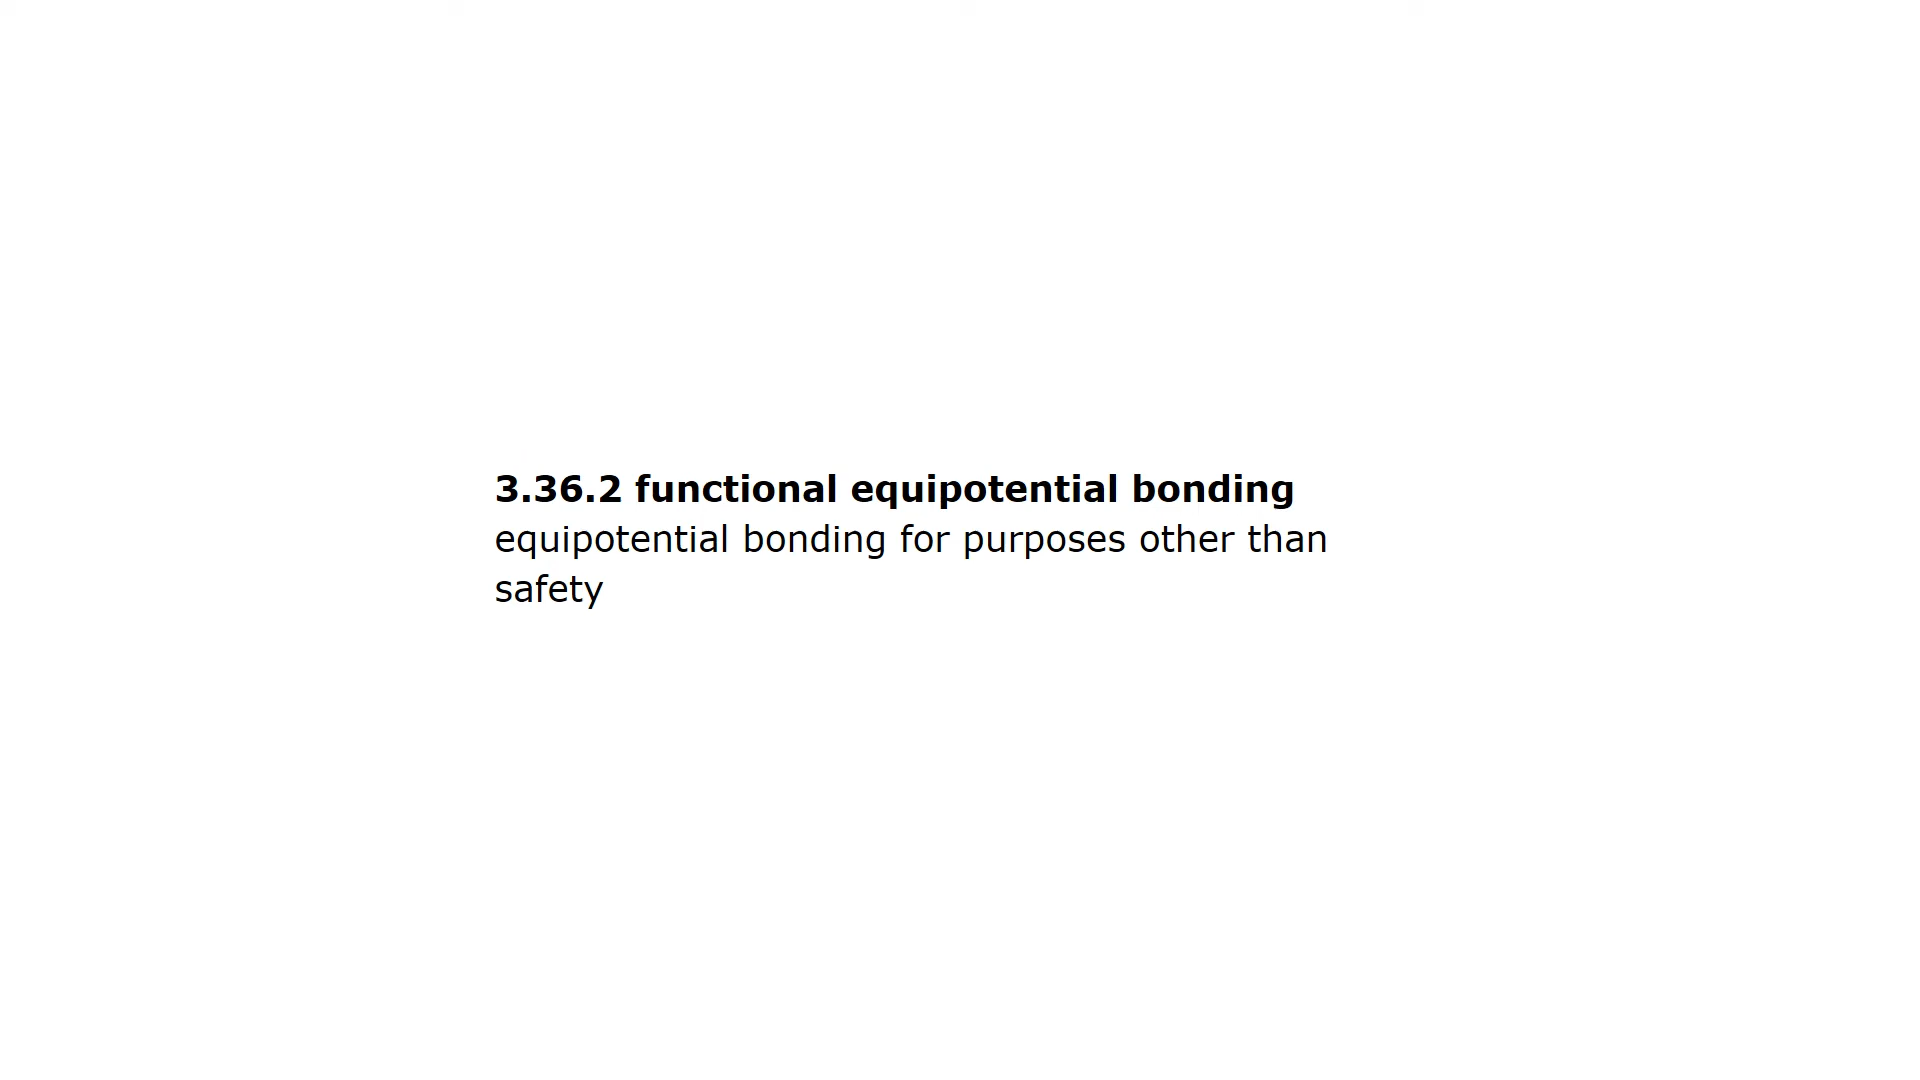 3.36.2 functional equipotential bonding
equipotential bonding for purposes other than
safety